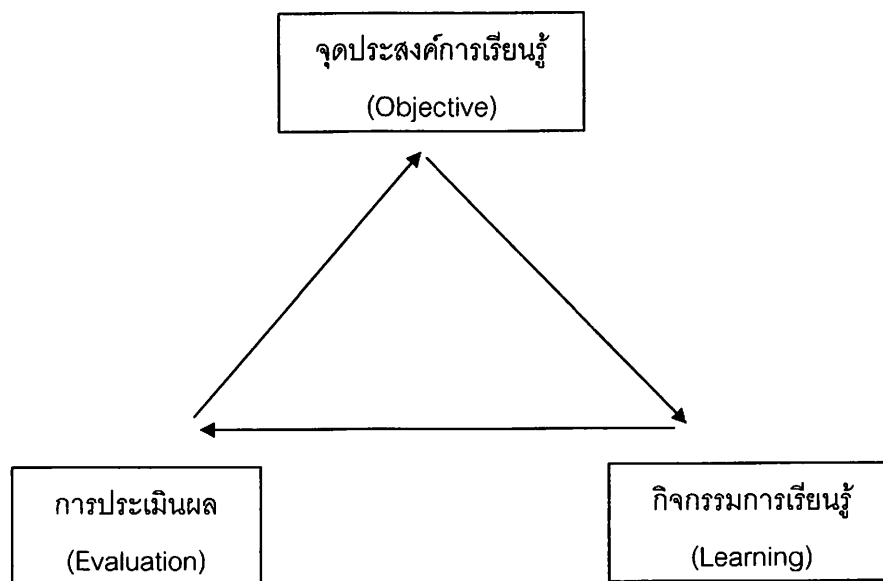 จุดประสงค์การเรียนรู้
(Objective)
การประเมินผล
(Evaluation)
กิจกรรมการเรียนรู้
(Learning)